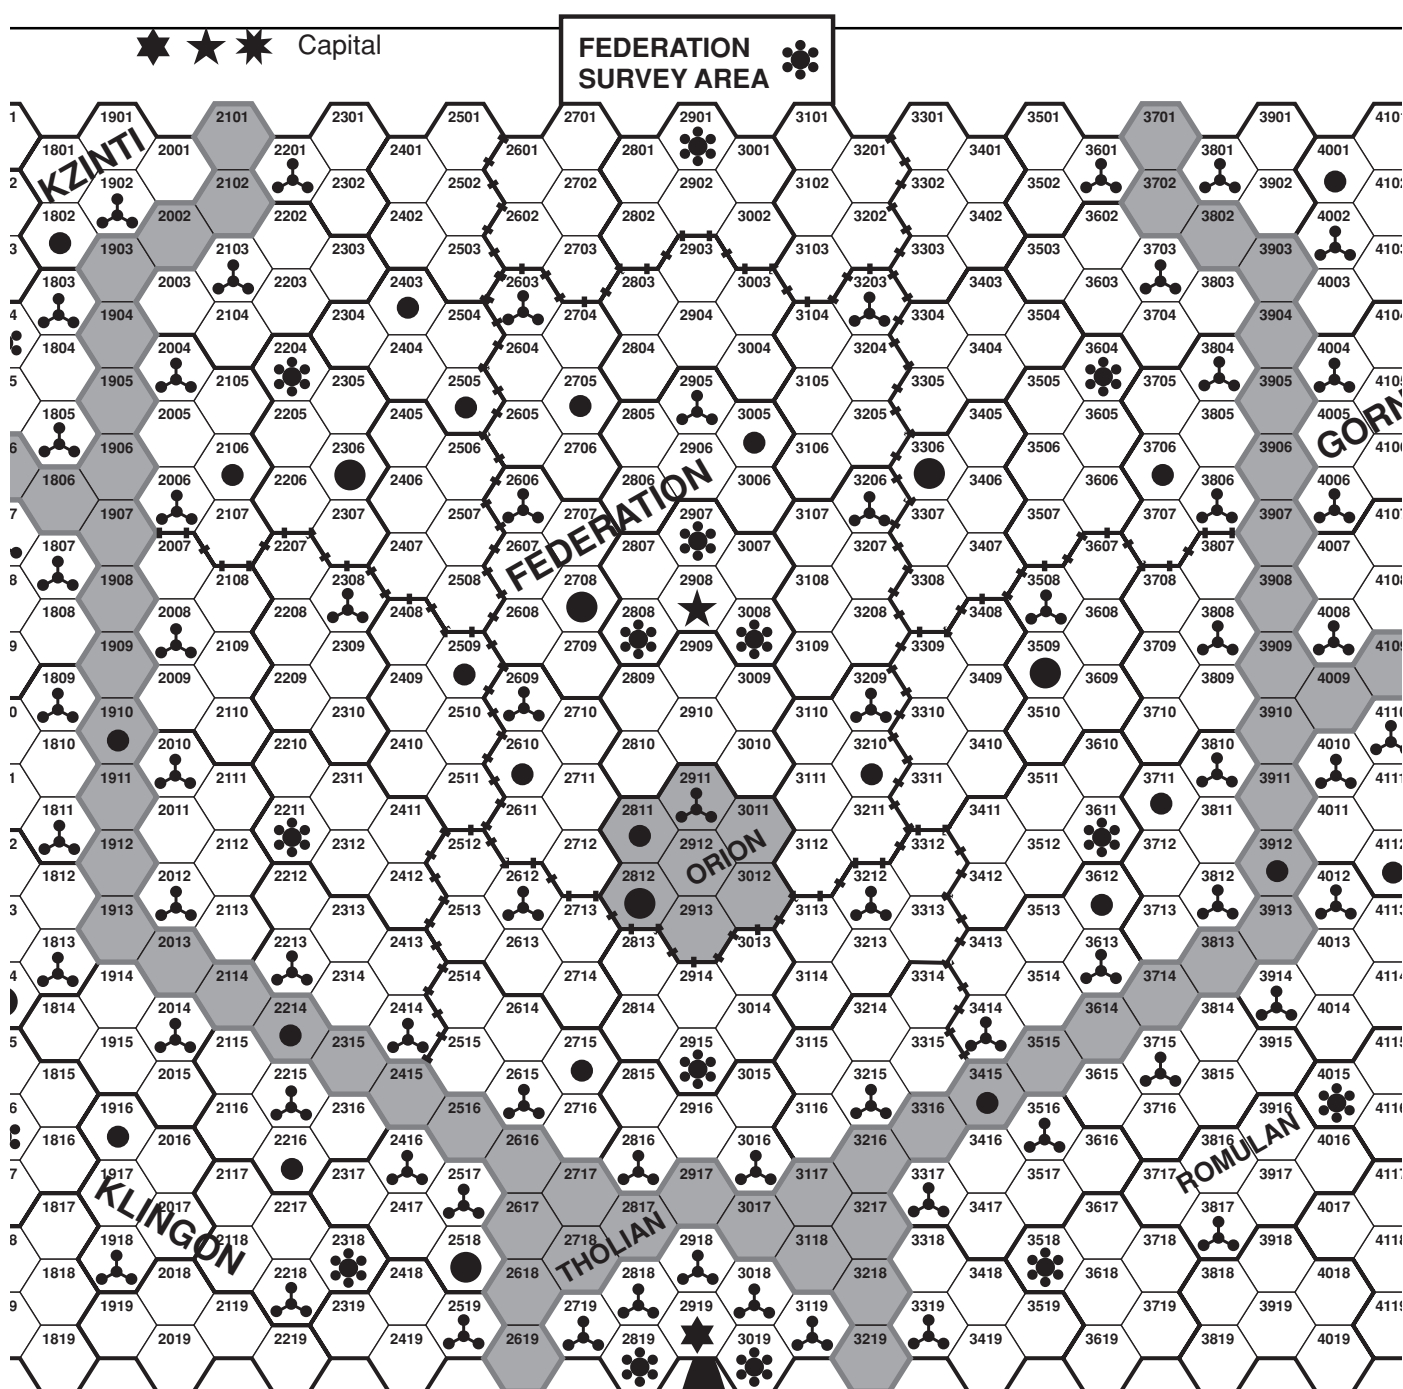 Capital
FEDERATION
SURVEY AREA
1901 2101 2301 2501 2701 2901 3101 3301 3501 3701 3901 4101
1801 2001 2201 2401 2601 2801 3001 3201 3401 3601 3801 4001
KZINTI
1902 2102 2302 2502 2702 2902 3102 3302 3502 3702 3902 4102
1802 2002 2202 2402 2602 2802 3002 3202 3402 3602 3802 4002
1903 2103 2303 2503 2703 2903 3103 3303 3503 3703 3903 4103
1803 2003 2203 2403 2603 2803 3003 3203 3403 3603 3803 4003
1904 2104 2304 2504 2704 2904 3104 3304 3504 3704 3904 4104
1804 2004 2204 2404 2604 2804 3004 3204 3404 3604 3804 4004
1905 2105 2305 2505 2705 2905 3105 3305 3505 3705 3905 4105
1805 2005 2205 2405 2605 2805 3005 3205 3405 3605 3805 4005
GORN
1906 2106 2306 2506 2706 2906 3106 3306 3506 3706 3906 4106
1806 2006 2206 2406 2606 2806 3006 3206 3406 3606 3806 4006
1907 2107 2307 2507 2707 2907 3107 3307 3507 3707 3907 4107
FEDERATION
1807 2007 2207 2407 2607 2807 3007 3207 3407 3607 3807 4007
1908 2108 2308 2508 2708 2908 3108 3308 3508 3708 3908 4108
1808 2008 2208 2408 2608 2808 3008 3208 3408 3608 3808 4008
1909 2109 2309 2509 2709 2909 3109 3309 3509 3709 3909 4109
1809 2009 2209 2409 2609 2809 3009 3209 3409 3609 3809 4009
1910 2110 2310 2510 2710 2910 3110 3310 3510 3710 3910 4110
1810 2010 2210 2410 2610 2810 3010 3210 3410 3610 3810 4010
1911 2111 2311 2511 2711 2911 3111 3311 3511 3711 3911 4111
1811 2011 2211 2411 2611 2811 3011 3211 3411 3611 3811 4011
1912 2112 2312 2512 2712 2912 3112 3312 3512 3712 3912 4112
ORION
1812 2012 2212 2412 2612 2812 3012 3212 3412 3612 3812 4012
1913 2113 2313 2513 2713 2913 3113 3313 3513 3713 3913 4113
1813 2013 2213 2413 2613 2813 3013 3213 3413 3613 3813 4013
1914 2114 2314 2514 2714 2914 3114 3314 3514 3714 3914 4114
1814 2014 2214 2414 2614 2814 3014 3214 3414 3614 3814 4014
1915 2115 2315 2515 2715 2915 3115 3315 3515 3715 3915 4115
1815 2015 2215 2415 2615 2815 3015 3215 3415 3615 3815 4015
1916 2116 2316 2516 2716 2916 3116 3316 3516 3716 3916 4116
1816 2016 2216 2416 2616 2816 3016 3216 3416 3616 3816 4016
ROMULAN
1917 2117 2317 2517 2717 2917 3117 3317 3517 3717 3917 4117
1817 2017 2217 2417 2617 2817 3017 3217 3417 3617 3817 4017
KLINGON
THOLIAN
1918 2118 2318 2518 2718 2918 3118 3318 3518 3718 3918 4118
1818 2018 2218 2418 2618 2818 3018 3218 3418 3618 3818 4018
1919 2119 2319 2519 2719 2919 3119 3319 3519 3719 3919 4119
1819 2019 2219 2419 2619 2819 3019 3219 3419 3619 3819 4019